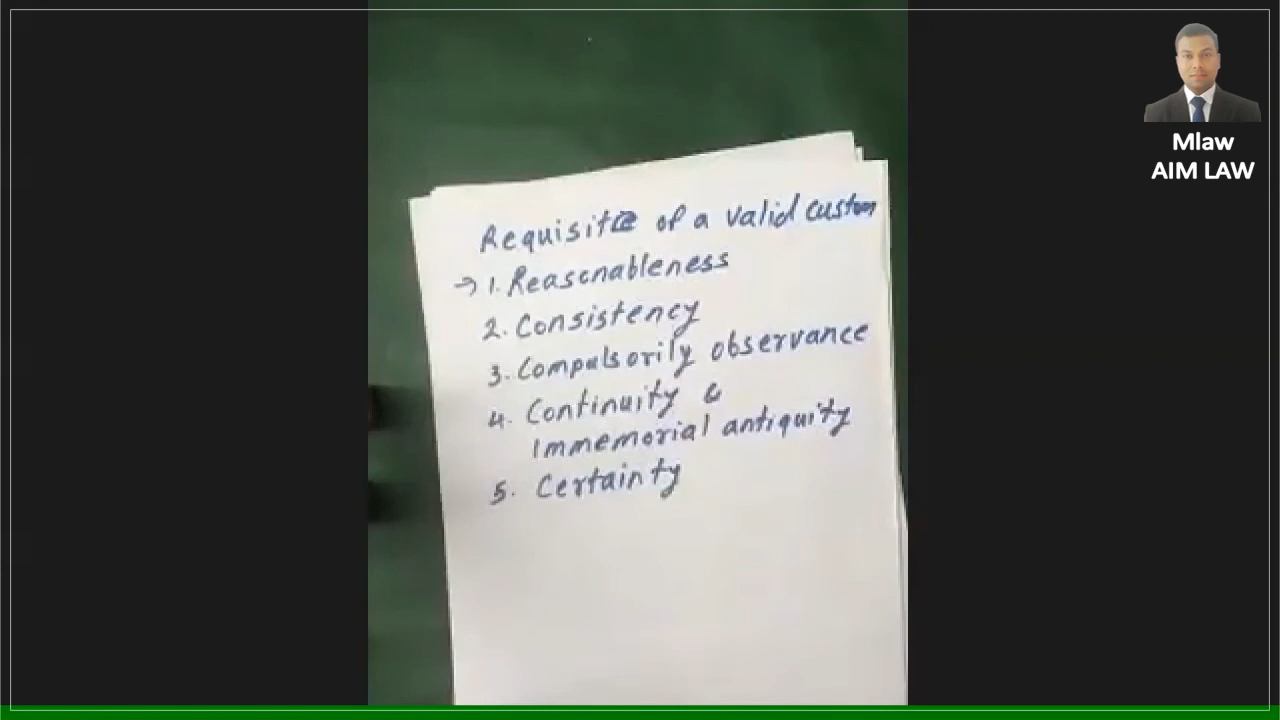 Requisite of a valid custom
→ 1. Reasonableness
2. Consistency
3. Compulsorily observance
4. Continuity &
Immemorial antiquity
5. Certainty
Mlaw
AIM LAW